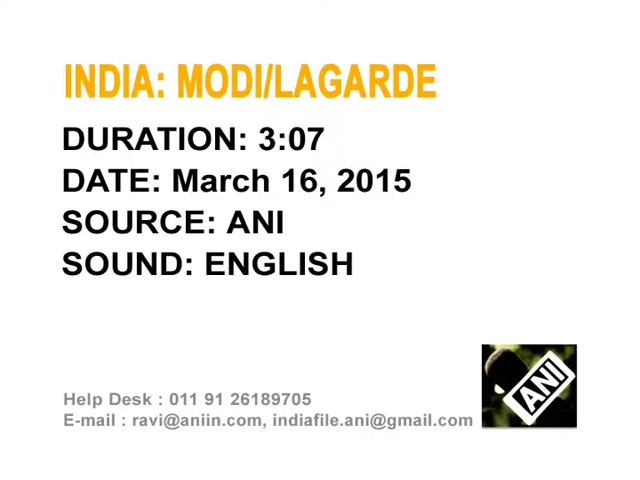 INDIA: MODI/LAGARDE
DURATION: 3:07
DATE: March 16, 2015
SOURCE: ANI
SOUND: ENGLISH
Help Desk : 011 91 26189705
E-mail : ravi@aniin.com, indiafile.ani@gmail.com
ANI